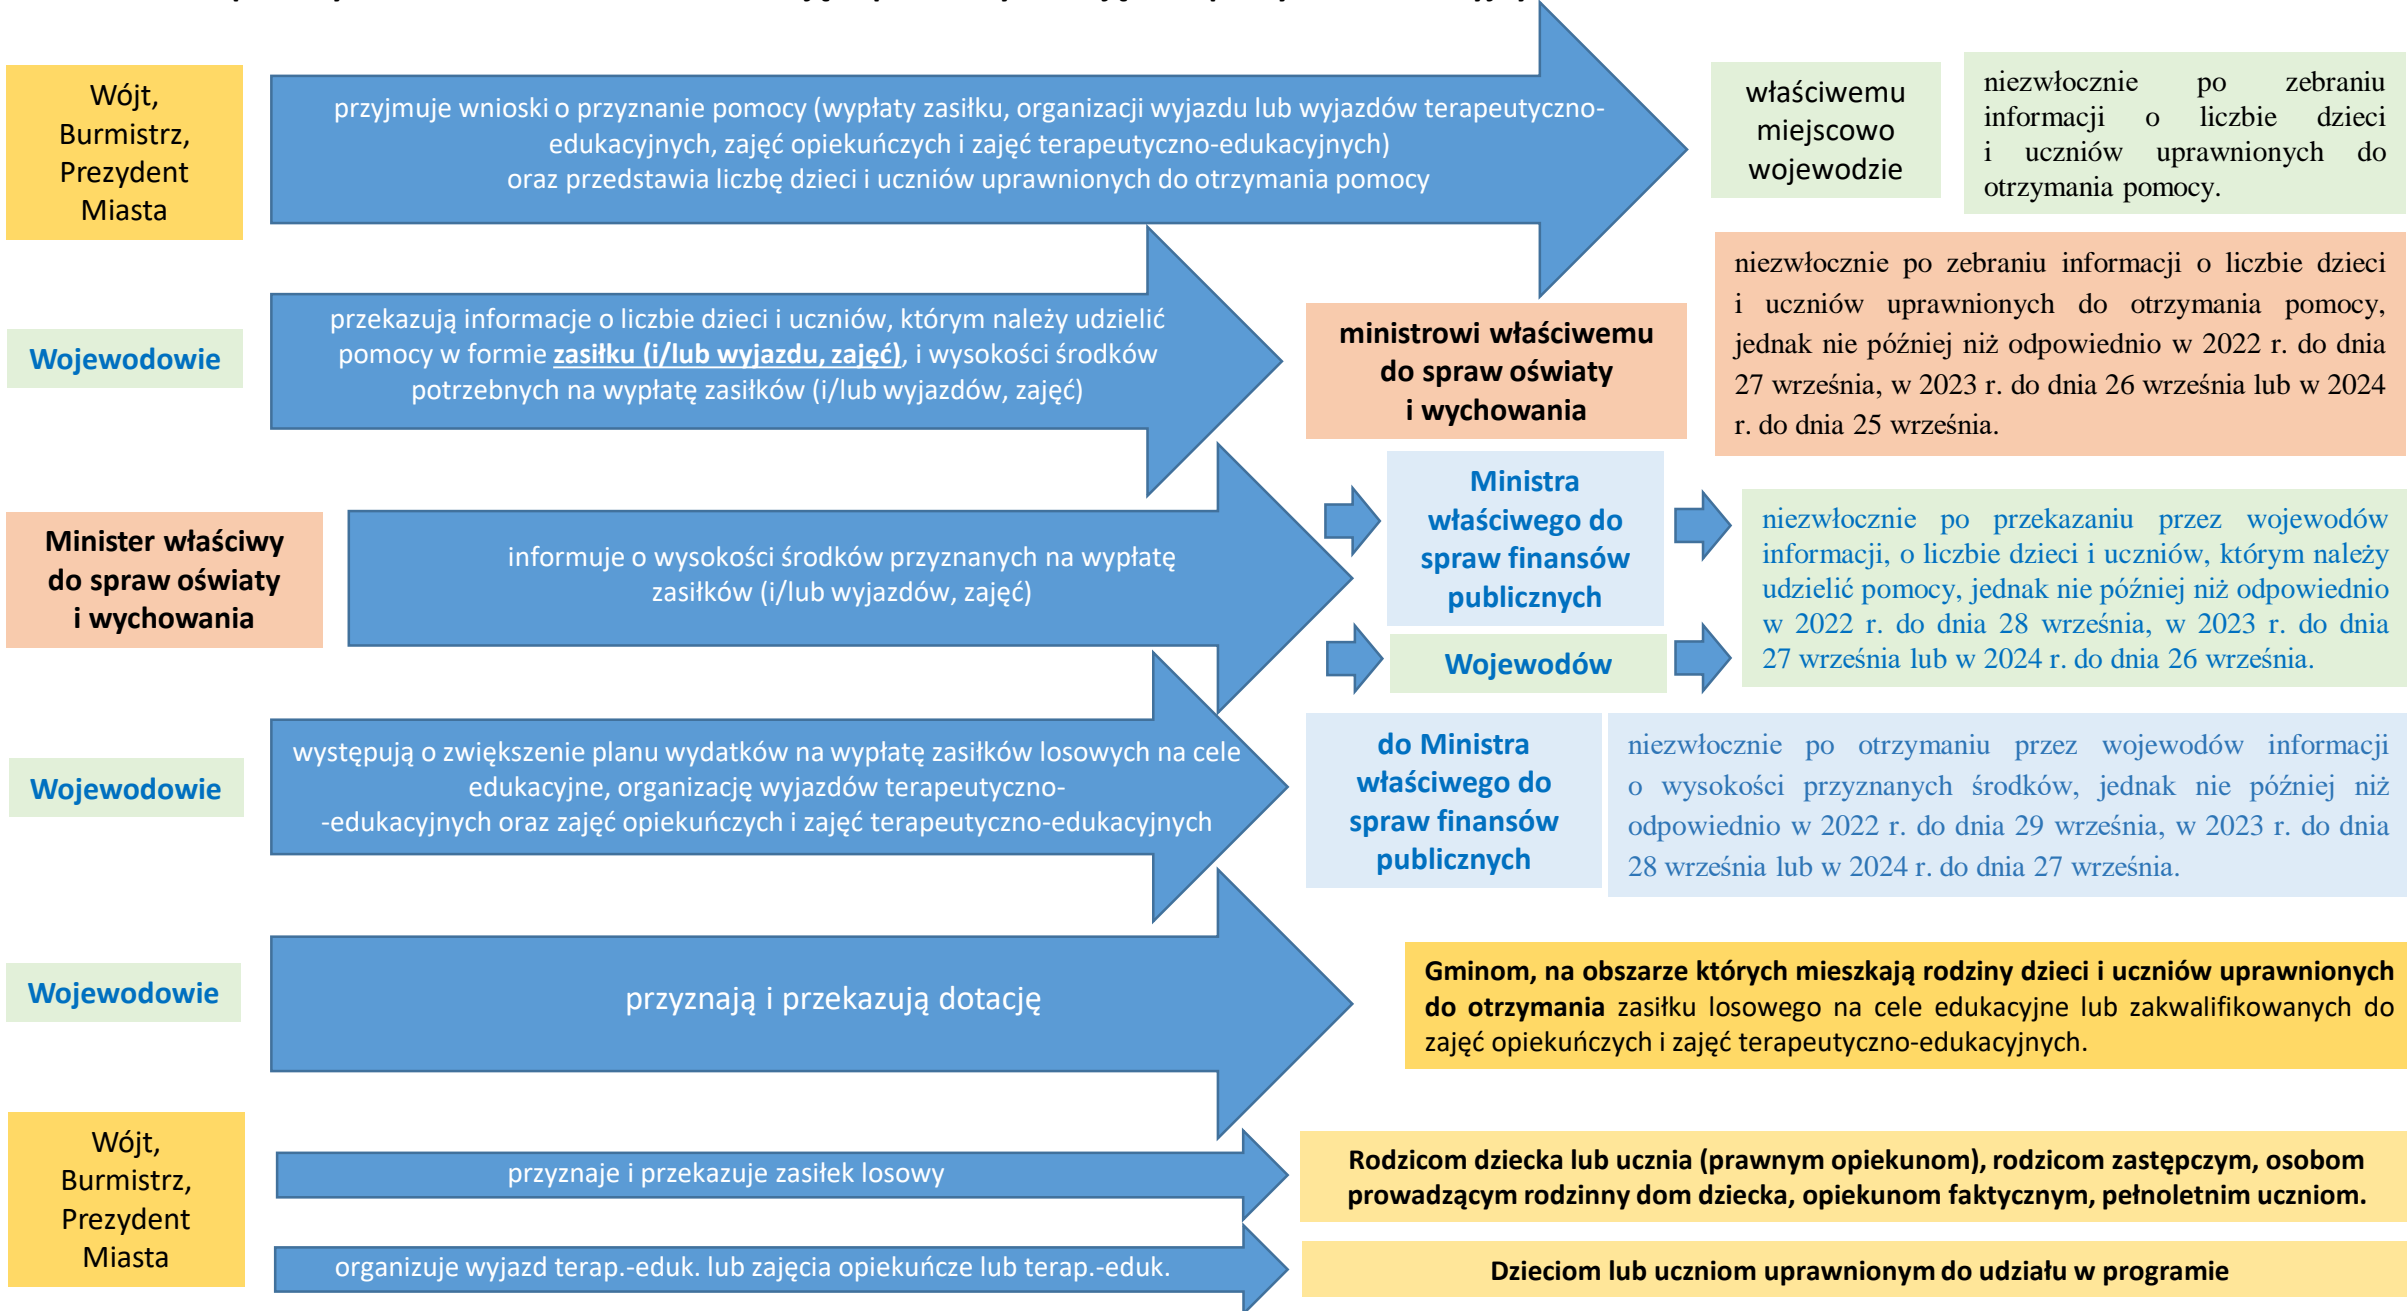 Wójt,
Burmistrz,
Prezydent
Miasta
przyjmuje wnioski o przyznanie pomocy (wypłaty zasiłku, organizacji wyjazdu lub wyjazdów terapeutyczno-
edukacyjnych, zajęć opiekuńczych i zajęć terapeutyczno-edukacyjnych)
oraz przedstawia liczbę dzieci i uczniów uprawnionych do otrzymania pomocy
właściwemu
miejscowo
wojewodzie
niezwłocznie po zebraniu
informacji o liczbie dzieci
i uczniów uprawnionych do
otrzymania pomocy.
Wojewodowie
przekazują informacje o liczbie dzieci i uczniów, którym należy udzielić
pomocy w formie zasiłku (i/lub wyjazdu, zajęć), i wysokości środków
potrzebnych na wypłatę zasiłków (i/lub wyjazdów, zajęć)
ministrowi właściwemu
do spraw oświaty
i wychowania
niezwłocznie po zebraniu informacji o liczbie dzieci
i uczniów uprawnionych do otrzymania pomocy,
jednak nie później niż odpowiednio w 2022 r. do dnia
27 września, w 2023 r. do dnia 26 września lub w 2024
r. do dnia 25 września.
Minister właściwy
do spraw oświaty
i wychowania
informuje o wysokości środków przyznanych na wypłatę
zasiłków (i/lub wyjazdów, zajęć)
Ministra
właściwego do
spraw finansów
publicznych
Wojewodów
niezwłocznie po przekazaniu przez wojewodów
informacji, o liczbie dzieci i uczniów, którym należy
udzielić pomocy, jednak nie później niż odpowiednio
w 2022 r. do dnia 28 września, w 2023 r. do dnia
27 września lub w 2024 r. do dnia 26 września.
Wojewodowie
występują o zwiększenie planu wydatków na wypłatę zasiłków losowych na cele
edukacyjne, organizację wyjazdów terapeutyczno-
-edukacyjnych oraz zajęć opiekuńczych i zajęć terapeutyczno-edukacyjnych
do Ministra
właściwego do
spraw finansów
publicznych
niezwłocznie po otrzymaniu przez wojewodów informacji
o wysokości przyznanych środków, jednak nie później niż
odpowiednio w 2022 r. do dnia 29 września, w 2023 r. do dnia
28 września lub w 2024 r. do dnia 27 września.
Wojewodowie
przyznają i przekazują dotację
Gminom, na obszarze których mieszkają rodziny dzieci i uczniów uprawnionych
do otrzymania zasiłku losowego na cele edukacyjne lub zakwalifikowanych do
zajęć opiekuńczych i zajęć terapeutyczno-edukacyjnych.
Wójt,
Burmistrz,
Prezydent
Miasta
przyznaje i przekazuje zasiłek losowy
Rodzicom dziecka lub ucznia (prawnym opiekunom), rodzicom zastępczym, osobom
prowadzącym rodzinny dom dziecka, opiekunom faktycznym, pełnoletnim uczniom.
organizuje wyjazd terap.-eduk. lub zajęcia opiekuńcze lub terap.-eduk.
Dzieciom lub uczniom uprawnionym do udziału w programie